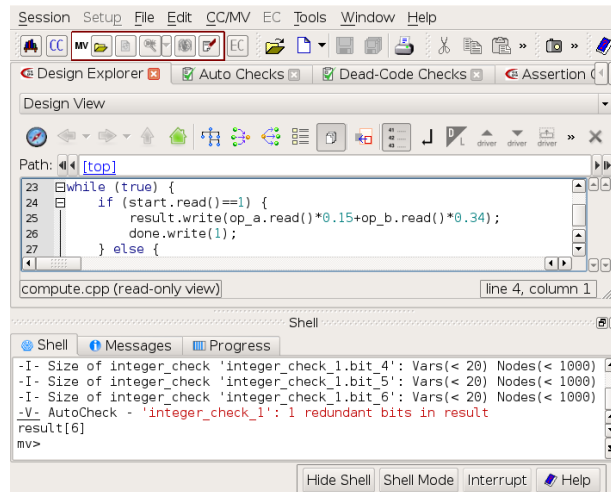 Session Setup File Edit CC/MV EC Tools Window Help
CC MV EC »  »
Design Explorer Auto Checks Dead-Code Checks Assertion
Design View
driver driver driver »
Path: [top]
23 while (true) {
24 if (start.read()==1) {
25 result.write(op_a.read()*0.15+op_b.read()*0.34);
26 done.write(1);
27 } else {
compute.cpp (read-only view) line 4, column 1
Shell
Shell Messages Progress
-I- Size of integer_check 'integer_check_1.bit_4': Vars(< 20) Nodes(< 1000)
-I- Size of integer_check 'integer_check_1.bit_5': Vars(< 20) Nodes(< 1000)
-I- Size of integer_check 'integer_check_1.bit_6': Vars(< 20) Nodes(< 1000)
-V- AutoCheck - 'integer_check_1': 1 redundant bits in result
result[6]
mv>
Hide Shell Shell Mode Interrupt Help